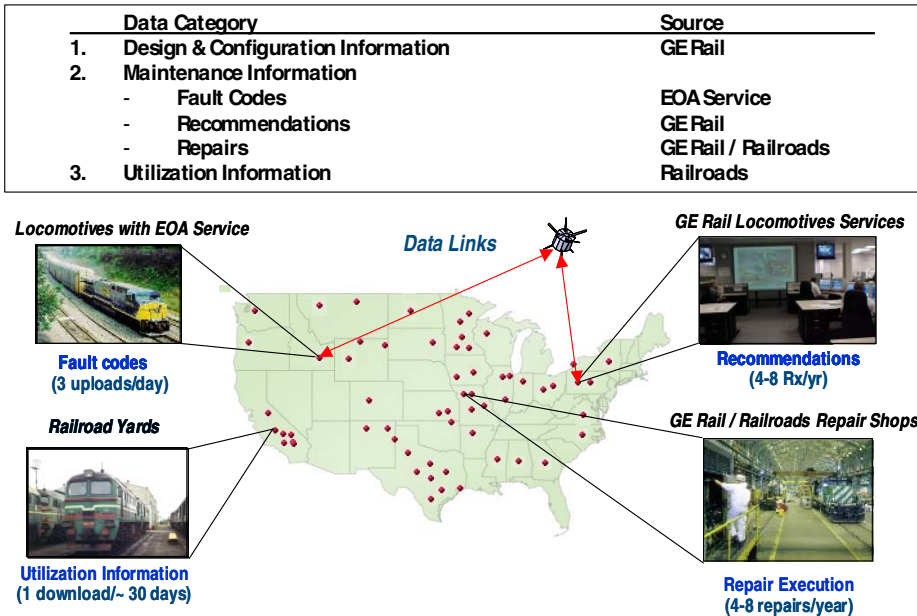 Data Category Source
1. Design & Configuration Information GE Rail
2. Maintenance Information
- Fault Codes EOA Service
- Recommendations GE Rail
- Repairs GE Rail / Railroads
3. Utilization Information Railroads
Locomotives with EOA Service
Data Links
GE Rail Locomotives Services
Fault codes
(3 uploads/day)
Recommendations
(4-8 Rx/yr)
Railroad Yards
GE Rail / Railroads Repair Shops
Utilization Information
(1 download/~ 30 days)
Repair Execution
(4-8 repairs/year)